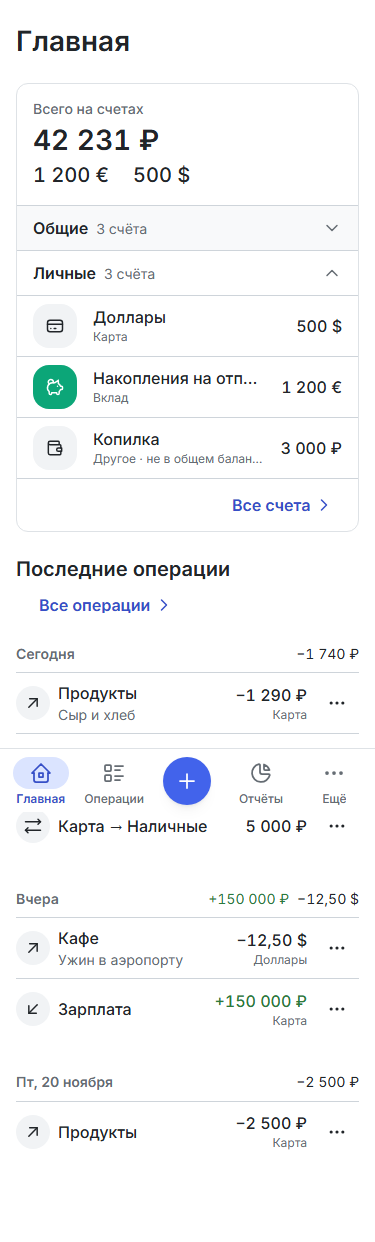 Главная
Всего на счетах
42 231 ₽
1 200 € 500 $
Общие 3 счёта
Личные 3 счёта
Доллары
Карта
500 $
Накопления на отп...
Вклад
1 200 €
Копилка
Другое · не в общем балан...
3 000 ₽
Все счета
Последние операции
Все операции
Сегодня −1 740 ₽
Продукты
Сыр и хлеб
−1 290 ₽
Карта
Главная Операции Отчёты Ещё
Карта → Наличные 5 000 ₽
Вчера +150 000 ₽ −12,50 $
Кафе
Ужин в аэропорту
−12,50 $
Доллары
Зарплата
+150 000 ₽
Карта
Пт, 20 ноября −2 500 ₽
Продукты
−2 500 ₽
Карта